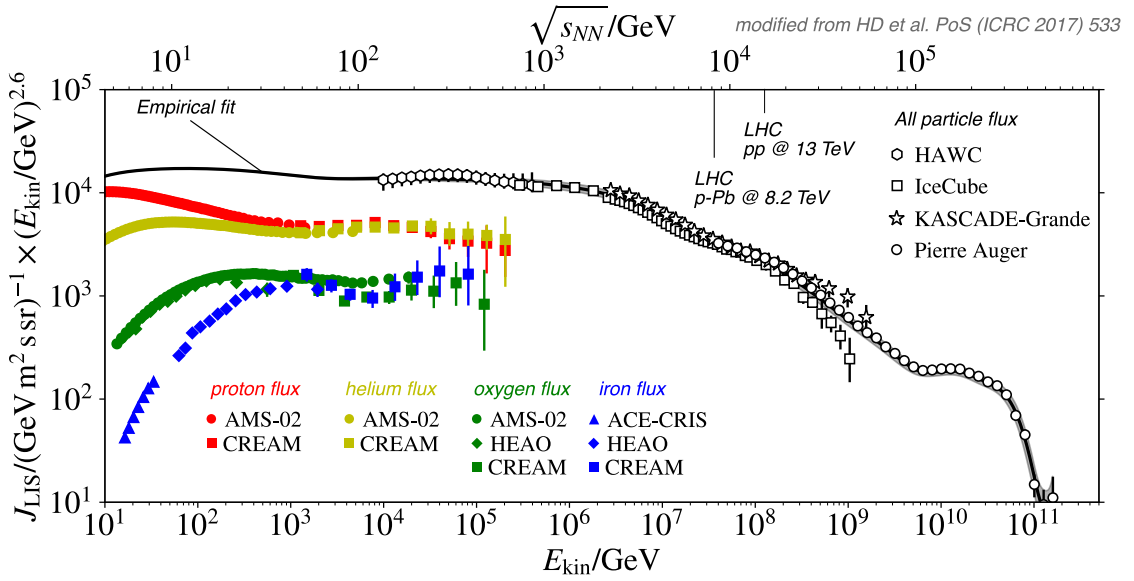 √s_NN/GeV
modified from HD et al. PoS (ICRC 2017) 533
10^1 10^2 10^3 10^4 10^5
J_LIS/(GeV m^2 s sr)^−1 × (E_kin/GeV)^2.6
10^5
10^4
10^3
10^2
10^1
Empirical fit
LHC
pp @ 13 TeV
LHC
p-Pb @ 8.2 TeV
All particle flux
HAWC
IceCube
KASCADE-Grande
Pierre Auger
proton flux
AMS-02
CREAM
helium flux
AMS-02
CREAM
oxygen flux
AMS-02
HEAO
CREAM
iron flux
ACE-CRIS
HEAO
CREAM
10^1 10^2 10^3 10^4 10^5 10^6 10^7 10^8 10^9 10^10 10^11
E_kin/GeV